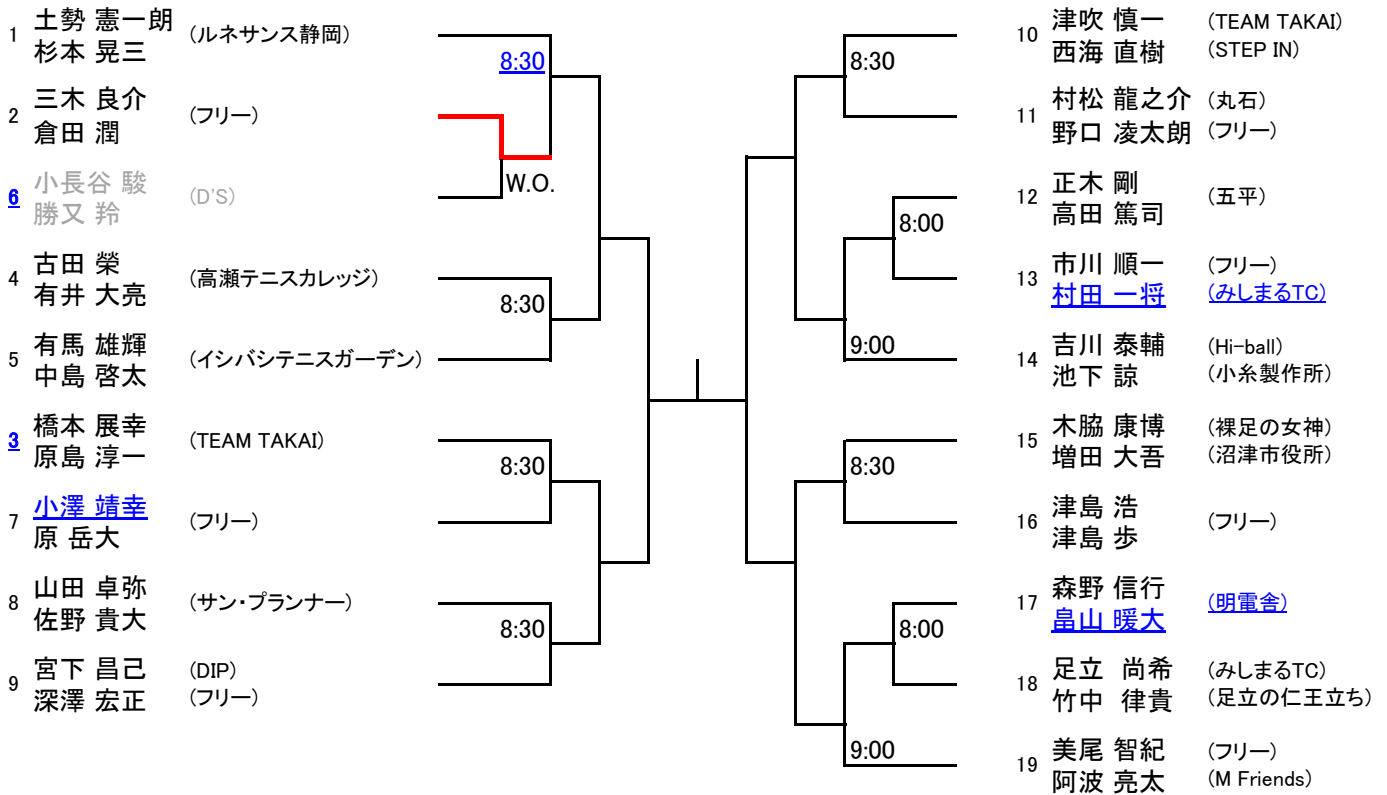 1 土勢 憲一朗 (ルネサンス静岡)
杉本 晃三
8:30
2 三木 良介 (フリー)
倉田 潤
6 小長谷 駿 (D'S)
勝又 羚
W.O.
4 古田 榮 (高瀬テニスカレッジ)
有井 大亮
8:30
5 有馬 雄輝 (イシバシテニスガーデン)
中島 啓太
3 橋本 展幸 (TEAM TAKAI)
原島 淳一
8:30
7 小澤 靖幸 (フリー)
原 岳大
8 山田 卓弥 (サン・プランナー)
佐野 貴大
8:30
9 宮下 昌己 (DIP)
深澤 宏正 (フリー)
10 津吹 慎一 (TEAM TAKAI)
西海 直樹 (STEP IN)
8:30
11 村松 龍之介 (丸石)
野口 凌太朗 (フリー)
12 正木 剛 (五平)
高田 篤司
8:00
13 市川 順一 (フリー)
村田 一将 (みしまるTC)
9:00
14 吉川 泰輔 (Hi-ball)
池下 諒 (小糸製作所)
15 木脇 康博 (裸足の女神)
増田 大吾 (沼津市役所)
8:30
16 津島 浩 (フリー)
津島 歩
17 森野 信行 (明電舎)
畠山 暖大
8:00
18 足立 尚希 (みしまるTC)
竹中 律貴 (足立の仁王立ち)
9:00
19 美尾 智紀 (フリー)
阿波 亮太 (M Friends)